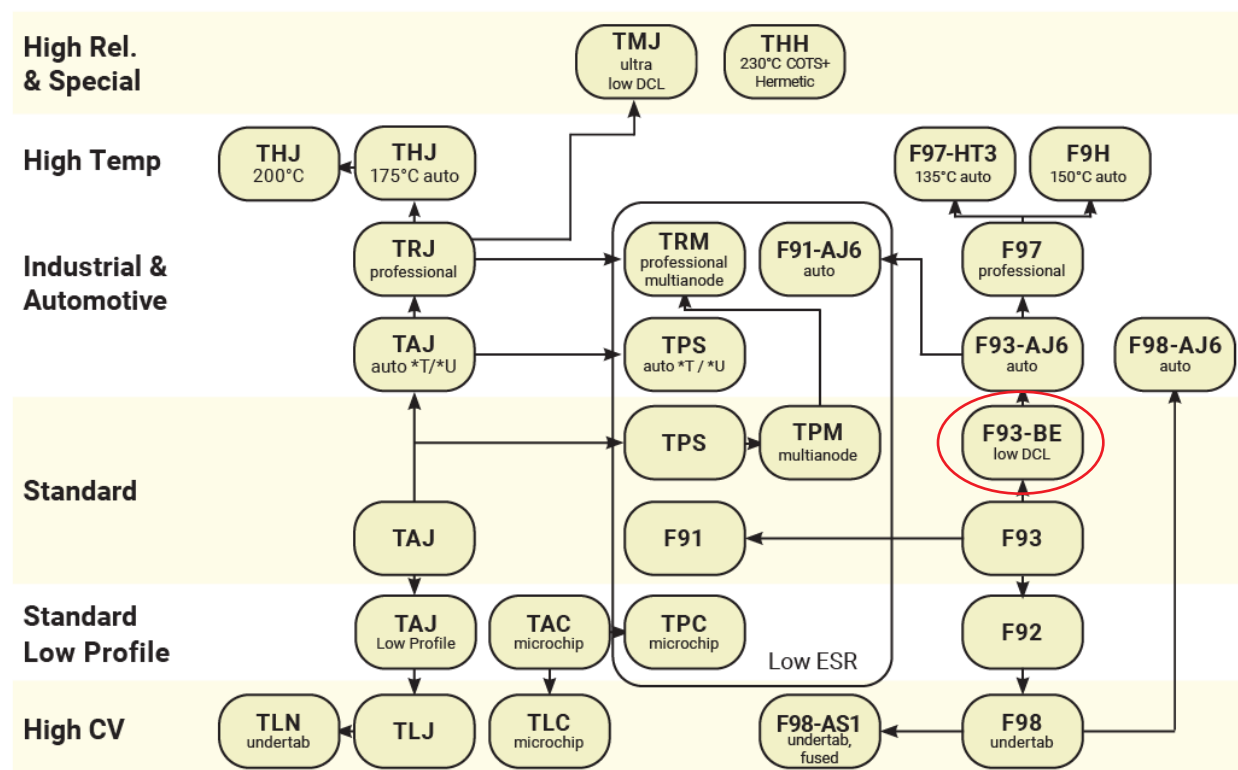 High Rel.
& Special
TMJ
ultra
low DCL
THH
230°C COTS+
Hermetic
High Temp
THJ
200°C
THJ
175°C auto
F97-HT3
135°C auto
F9H
150°C auto
Industrial &
Automotive
TRJ
professional
TRM
professional
multianode
F91-AJ6
auto
F97
professional
TAJ
auto *T/*U
TPS
auto *T / *U
F93-AJ6
auto
F98-AJ6
auto
Standard
TPS
TPM
multianode
F93-BE
low DCL
TAJ
F91
F93
Standard
Low Profile
TAJ
Low Profile
TAC
microchip
TPC
microchip
Low ESR
F92
High CV
TLN
undertab
TLJ
TLC
microchip
F98-AS1
undertab,
fused
F98
undertab